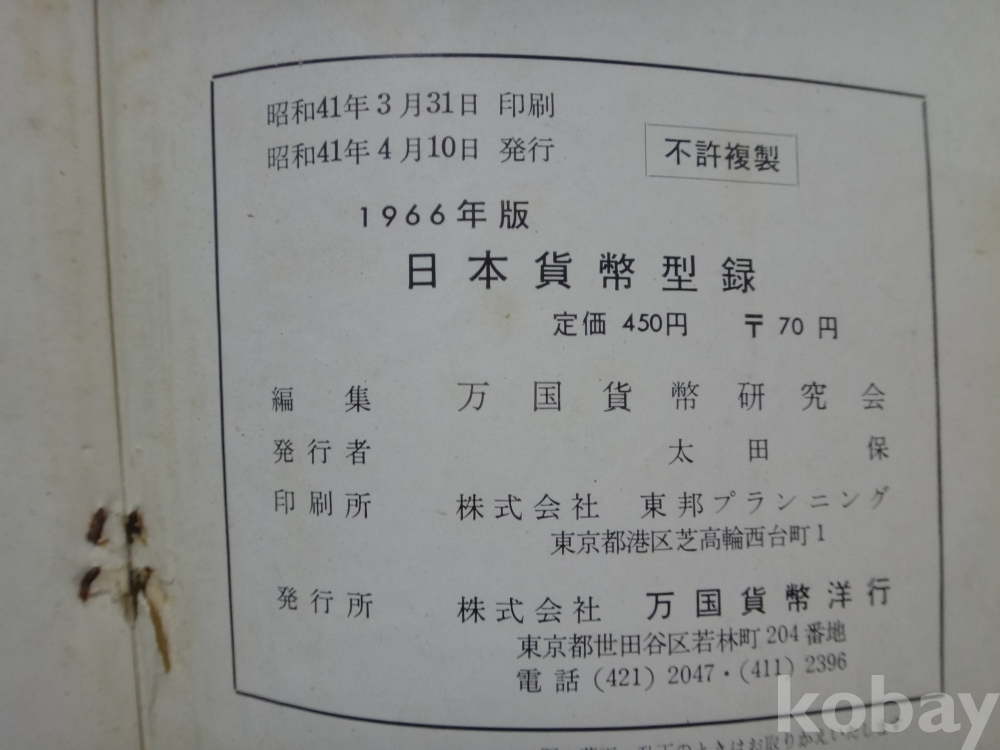 昭和41年3月31日 印刷
昭和41年4月10日 発行
不許複製
1966年版
日本貨幣型録
定価 450円 〒70円
編集 万国貨幣研究会
発行者 太田保
印刷所 株式会社 東邦プランニング
東京都港区芝高輪西台町1
発行所 株式会社 万国貨幣洋行
東京都世田谷区若林町204番地
電話 (421) 2047・(411) 2396
kobay